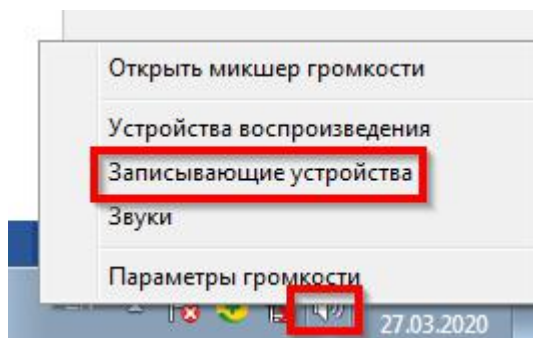 Открыть микшер громкости
Устройства воспроизведения
Записывающие устройства
Звуки
Параметры громкости
27.03.2020